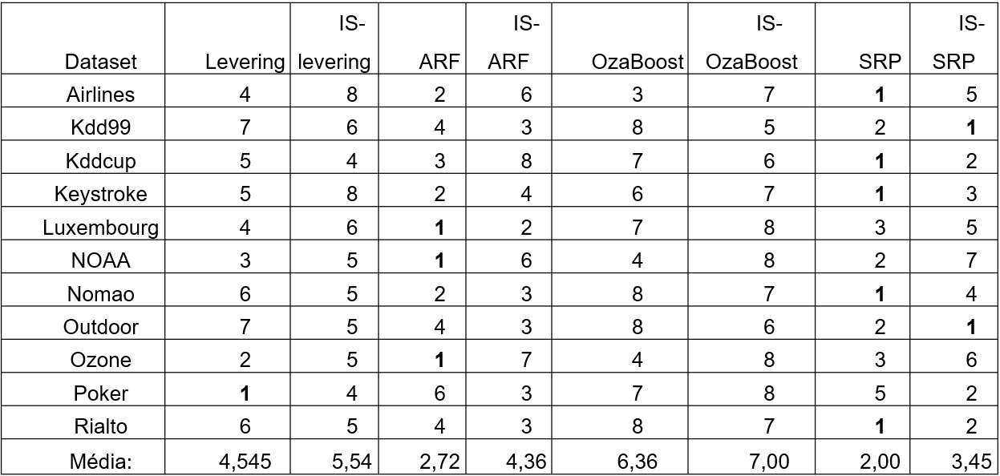 Dataset Levering IS-levering ARF IS-ARF OzaBoost IS-OzaBoost SRP IS-SRP
Airlines 4 8 2 6 3 7 1 5
Kdd99 7 6 4 3 8 5 2 1
Kddcup 5 4 3 8 7 6 1 2
Keystroke 5 8 2 4 6 7 1 3
Luxembourg 4 6 1 2 7 8 3 5
NOAA 3 5 1 6 4 8 2 7
Nomao 6 5 2 3 8 7 1 4
Outdoor 7 5 4 3 8 6 2 1
Ozone 2 5 1 7 4 8 3 6
Poker 1 4 6 3 7 8 5 2
Rialto 6 5 4 3 8 7 1 2
Média: 4,545 5,54 2,72 4,36 6,36 7,00 2,00 3,45